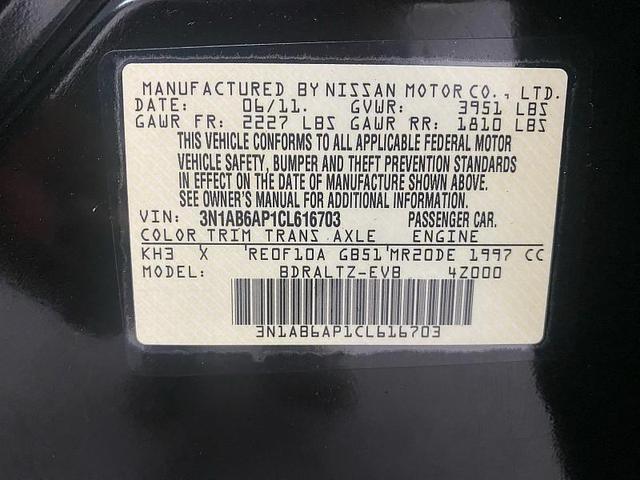 MANUFACTURED BY NISSAN MOTOR CO., LTD.
DATE: 06/11. GVWR: 3951 LBS
GAWR FR: 2227 LBS GAWR RR: 1810 LBS
THIS VEHICLE CONFORMS TO ALL APPLICABLE FEDERAL MOTOR
VEHICLE SAFETY, BUMPER AND THEFT PREVENTION STANDARDS
IN EFFECT ON THE DATE OF MANUFACTURE SHOWN ABOVE.
SEE OWNER'S MANUAL FOR ADDITIONAL INFORMATION.
VIN: 3N1AB6AP1CL616703 PASSENGER CAR.
COLOR TRIM TRANS AXLE ENGINE
KH3 X RE0F10A GB51 MR20DE 1997 CC
MODEL: BDRALTZ-EVB 4Z000
3N1AB6AP1CL616703